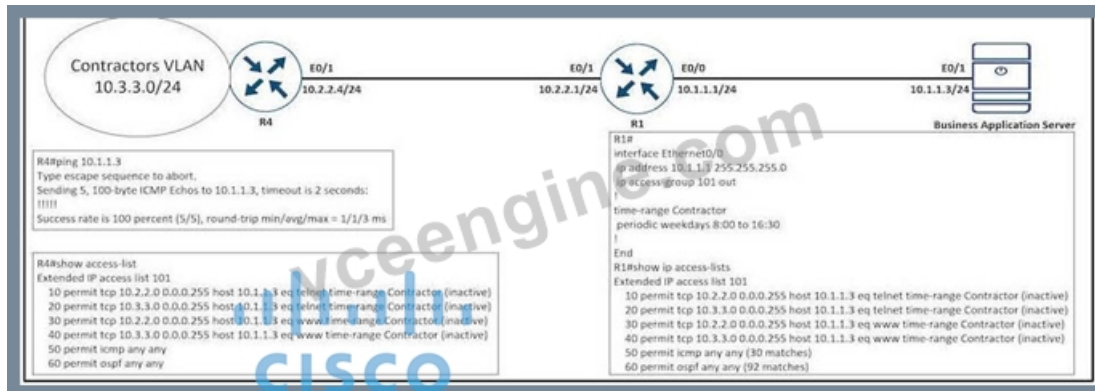 Contractors VLAN
10.3.3.0/24
E0/1
10.2.2.4/24
R4
E0/1
10.2.2.1/24
E0/0
10.1.1.1/24
R1
E0/1
10.1.1.3/24
Business Application Server
R4#ping 10.1.1.3
Type escape sequence to abort.
Sending 5, 100-byte ICMP Echos to 10.1.1.3, timeout is 2 seconds:
!!!!!
Success rate is 100 percent (5/5), round-trip min/avg/max = 1/1/3 ms
R4#show access-list
Extended IP access list 101
10 permit tcp 10.2.2.0 0.0.0.255 host 10.1.1.3 eq telnet time-range Contractor (inactive)
20 permit tcp 10.3.3.0 0.0.0.255 host 10.1.1.3 eq telnet time-range Contractor (inactive)
30 permit tcp 10.2.2.0 0.0.0.255 host 10.1.1.3 eq www time-range Contractor (inactive)
40 permit tcp 10.3.3.0 0.0.0.255 host 10.1.1.3 eq www time-range Contractor (inactive)
50 permit icmp any any
60 permit ospf any any
R1#
interface Ethernet0/0
ip address 10.1.1.1 255.255.255.0
ip access-group 101 out
!
time-range Contractor
periodic weekdays 8:00 to 16:30
!
End
R1#show ip access-lists
Extended IP access list 101
10 permit tcp 10.2.2.0 0.0.0.255 host 10.1.1.3 eq telnet time-range Contractor (inactive)
20 permit tcp 10.3.3.0 0.0.0.255 host 10.1.1.3 eq telnet time-range Contractor (inactive)
30 permit tcp 10.2.2.0 0.0.0.255 host 10.1.1.3 eq www time-range Contractor (inactive)
40 permit tcp 10.3.3.0 0.0.0.255 host 10.1.1.3 eq www time-range Contractor (inactive)
50 permit icmp any any (30 matches)
60 permit ospf any any (92 matches)
vceengine.com
CISCO